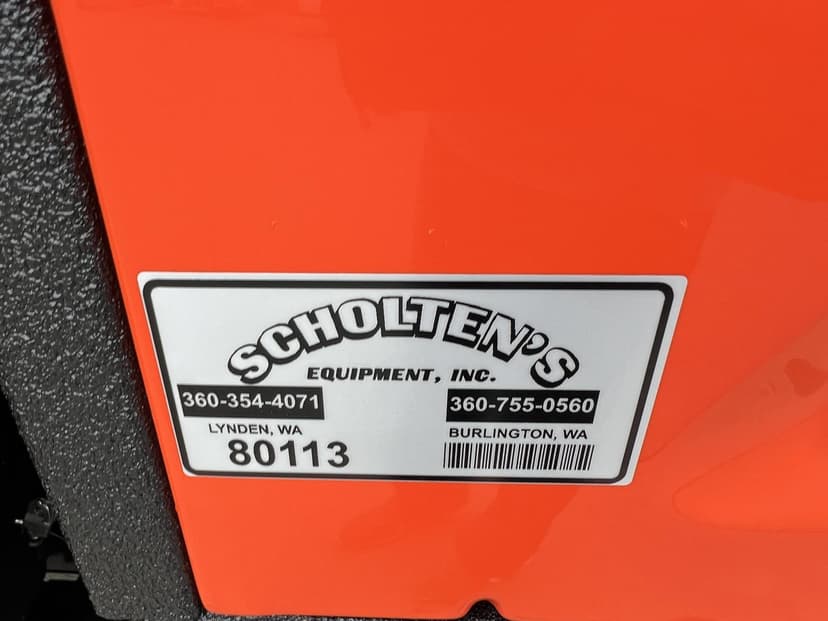 SCHOLTEN'S
EQUIPMENT, INC.
360-354-4071 360-755-0560
LYNDEN, WA BURLINGTON, WA
80113